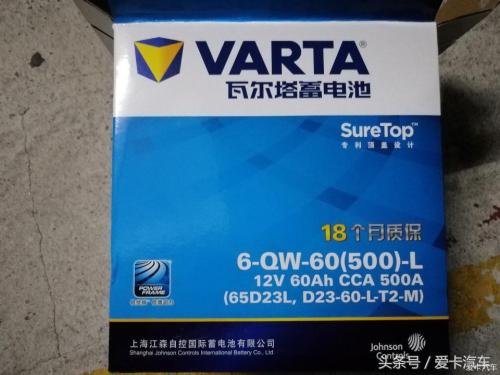 VARTA®
瓦尔塔蓄电池
SureTop™
专利顶盖设计
18个月质保
6-QW-60(500)-L
12V 60Ah CCA 500A
(65D23L, D23-60-L-T2-M)
POWER FRAME
上海江森自控国际蓄电池有限公司
Shanghai Johnson Controls International Battery Co., Ltd.
Johnson Controls
头条号／爱卡汽车